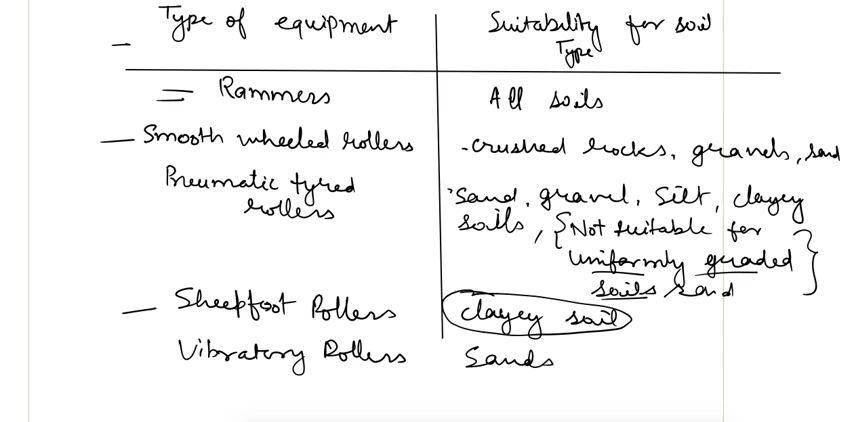 Type of equipment
Suitability for soil
Type
Rammers
All soils
Smooth wheeled rollers
crushed rocks, gravels, sand
Pneumatic tyred
rollers
Sand, gravel, silt, clayey
soils, {Not suitable for
uniformly graded
soils/sand}
Sheepfoot Rollers
clayey soil
Vibratory Rollers
Sands